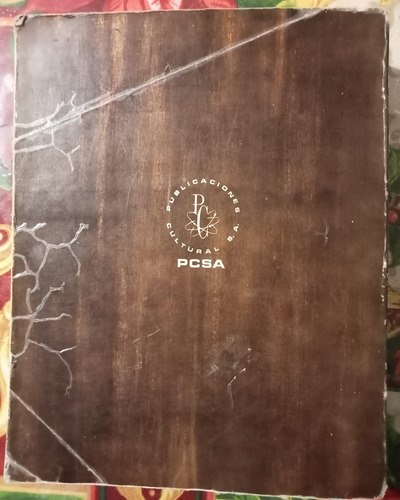 PUBLICACIONES
CULTURAL S.A.
PC
PCSA